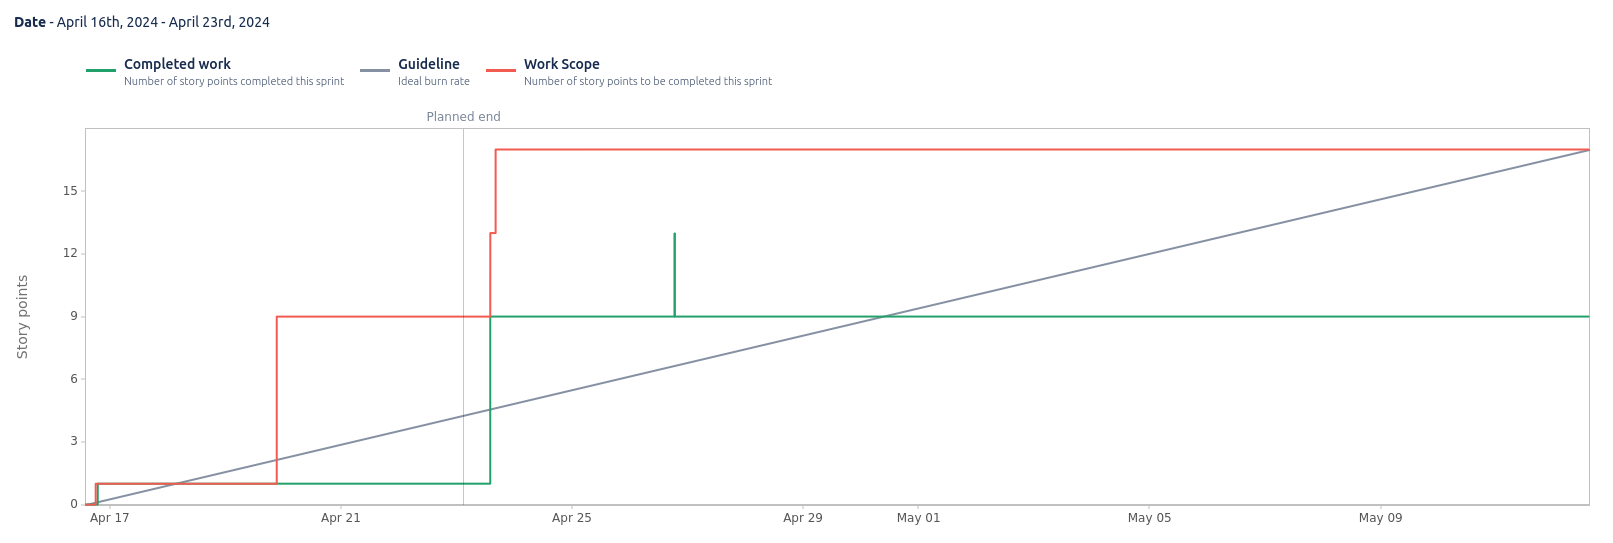 Date - April 16th, 2024 - April 23rd, 2024
Completed work
Number of story points completed this sprint
Guideline
Ideal burn rate
Work Scope
Number of story points to be completed this sprint
Planned end
Story points
15
12
9
6
3
0
Apr 17 Apr 21 Apr 25 Apr 29 May 01 May 05 May 09